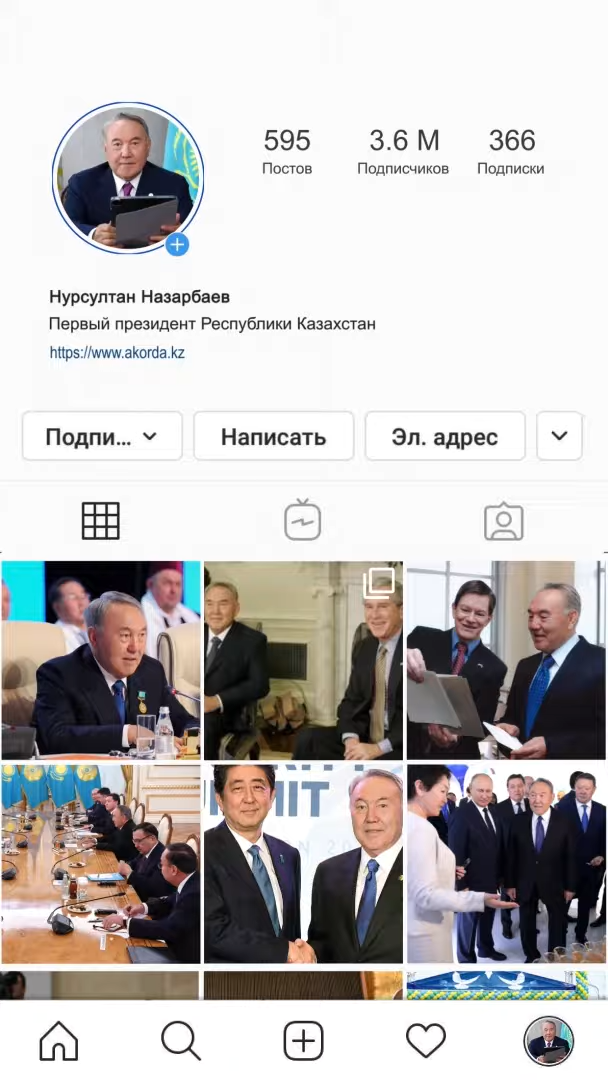 595 3.6 M 366
Постов Подписчиков Подписки
Нурсултан Назарбаев
Первый президент Республики Казахстан
https://www.akorda.kz
Подпи... Написать Эл. адрес